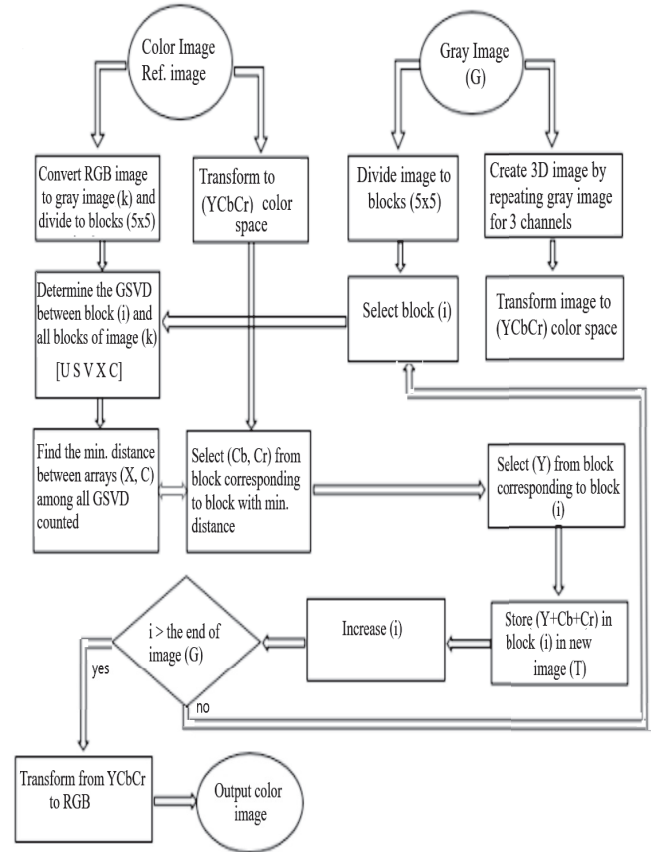 Color Image
Ref. image
Gray Image
(G)
Convert RGB image
to gray image (k) and
divide to blocks (5x5)
Transform to
(YCbCr) color
space
Divide image to
blocks (5x5)
Create 3D image by
repeating gray image
for 3 channels
Determine the GSVD
between block (i) and
all blocks of image (k)
[U S V X C]
Select block (i)
Transform image to
(YCbCr) color space
Find the min. distance
between arrays (X, C)
among all GSVD
counted
Select (Cb, Cr) from
block corresponding
to block with min.
distance
Select (Y) from block
corresponding to block
(i)
i > the end of
image (G)
Increase (i)
Store (Y+Cb+Cr) in
block (i) in new
image (T)
yes
no
Transform from YCbCr
to RGB
Output color
image